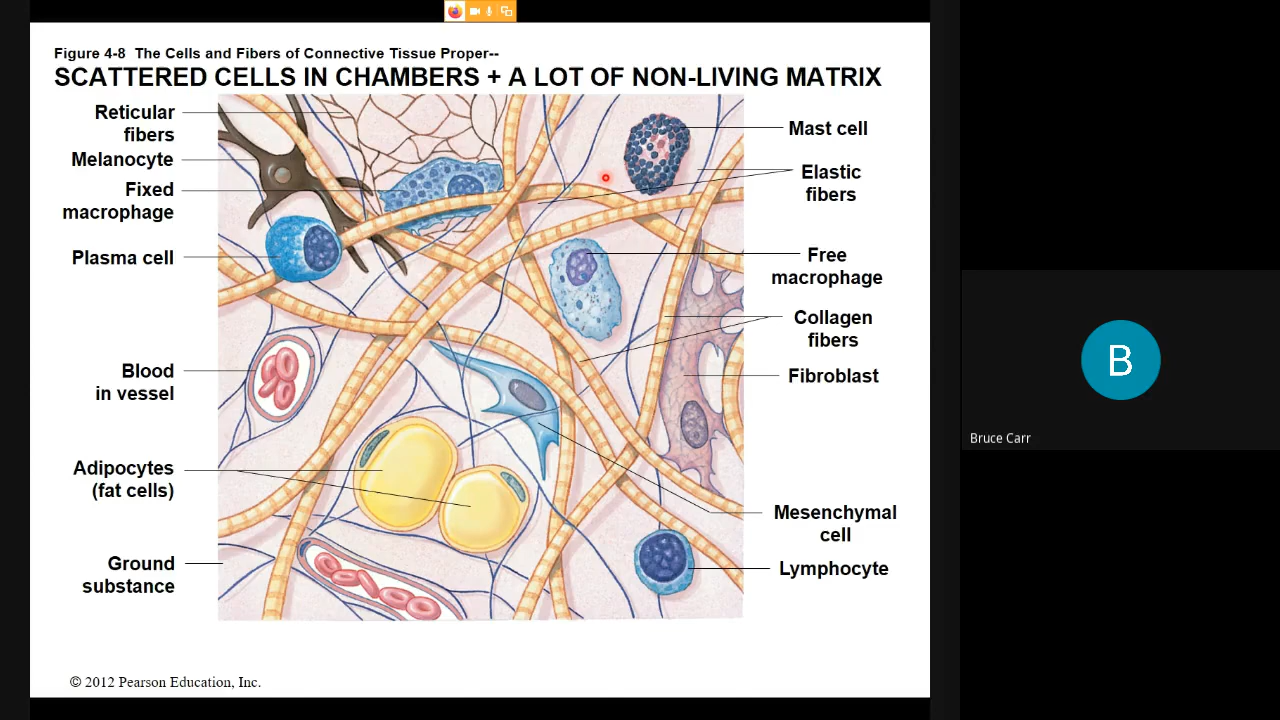 Figure 4-8 The Cells and Fibers of Connective Tissue Proper--
SCATTERED CELLS IN CHAMBERS + A LOT OF NON-LIVING MATRIX
Reticular
fibers
Melanocyte
Fixed
macrophage
Plasma cell
Blood
in vessel
Adipocytes
(fat cells)
Ground
substance
Mast cell
Elastic
fibers
Free
macrophage
Collagen
fibers
Fibroblast
Mesenchymal
cell
Lymphocyte
© 2012 Pearson Education, Inc.
B
Bruce Carr